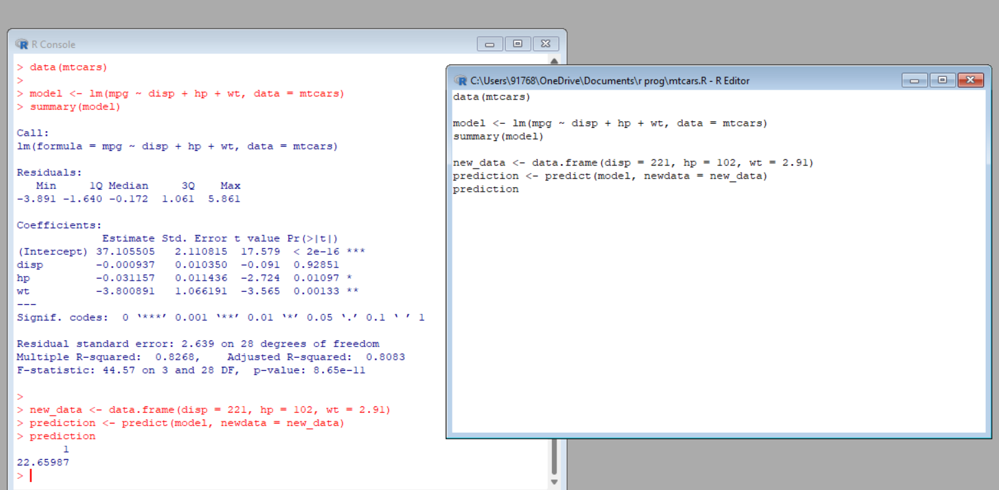 R Console
> data(mtcars)
>
> model <- lm(mpg ~ disp + hp + wt, data = mtcars)
> summary(model)

Call:
lm(formula = mpg ~ disp + hp + wt, data = mtcars)

Residuals:
   Min     1Q Median     3Q    Max
-3.891 -1.640 -0.172  1.061  5.861

Coefficients:
             Estimate Std. Error t value Pr(>|t|)
(Intercept) 37.105505   2.110815  17.579  < 2e-16 ***
disp        -0.000937   0.010350  -0.091  0.92851
hp          -0.031157   0.011436  -2.724  0.01097 *
wt          -3.800891   1.066191  -3.565  0.00133 **
---
Signif. codes:  0 ‘***’ 0.001 ‘**’ 0.01 ‘*’ 0.05 ‘.’ 0.1 ‘ ’ 1

Residual standard error: 2.639 on 28 degrees of freedom
Multiple R-squared:  0.8268,    Adjusted R-squared:  0.8083
F-statistic: 44.57 on 3 and 28 DF,  p-value: 8.65e-11

>
> new_data <- data.frame(disp = 221, hp = 102, wt = 2.91)
> prediction <- predict(model, newdata = new_data)
> prediction
       1
22.65987
>
C:\Users\91768\OneDrive\Documents\r prog\mtcars.R - R Editor
data(mtcars)

model <- lm(mpg ~ disp + hp + wt, data = mtcars)
summary(model)

new_data <- data.frame(disp = 221, hp = 102, wt = 2.91)
prediction <- predict(model, newdata = new_data)
prediction